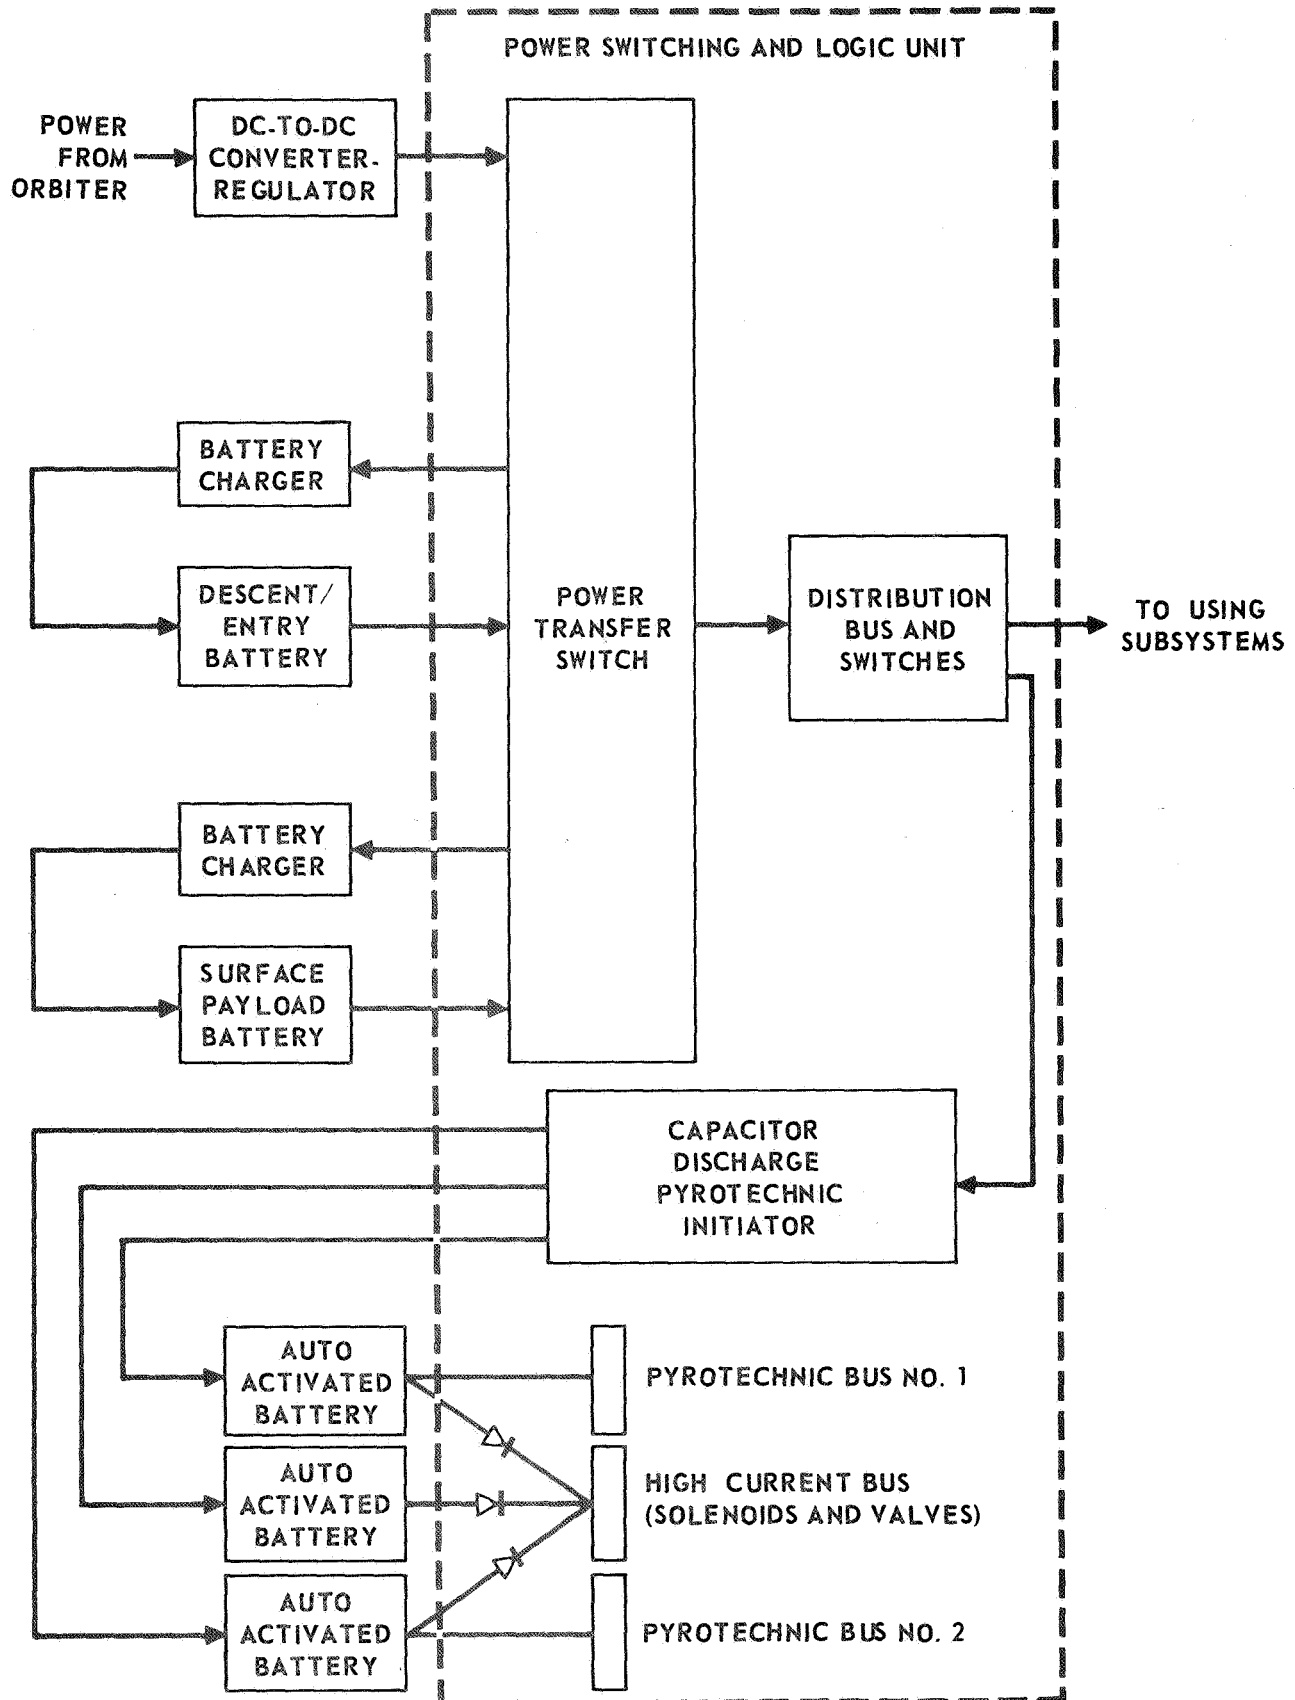 POWER SWITCHING AND LOGIC UNIT
POWER
FROM
ORBITER
DC-TO-DC
CONVERTER-
REGULATOR
BATTERY
CHARGER
DESCENT/
ENTRY
BATTERY
POWER
TRANSFER
SWITCH
DISTRIBUTION
BUS AND
SWITCHES
TO USING
SUBSYSTEMS
BATTERY
CHARGER
SURFACE
PAYLOAD
BATTERY
CAPACITOR
DISCHARGE
PYROTECHNIC
INITIATOR
AUTO
ACTIVATED
BATTERY
PYROTECHNIC BUS NO. 1
AUTO
ACTIVATED
BATTERY
HIGH CURRENT BUS
(SOLENOIDS AND VALVES)
AUTO
ACTIVATED
BATTERY
PYROTECHNIC BUS NO. 2